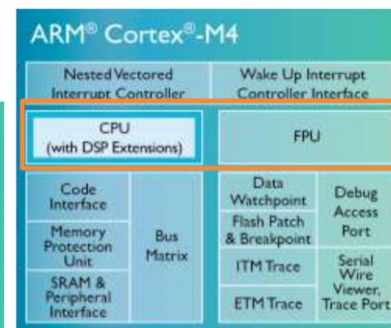 ARM® Cortex®-M4
Nested Vectored
Interrupt Controller
Wake Up Interrupt
Controller Interface
CPU
(with DSP Extensions)
FPU
Code
Interface
Memory
Protection
Unit
SRAM &
Peripheral
Interface
Bus
Matrix
Data
Watchpoint
Flash Patch
& Breakpoint
ITM Trace
ETM Trace
Debug
Access
Port
Serial
Wire
Viewer,
Trace Port